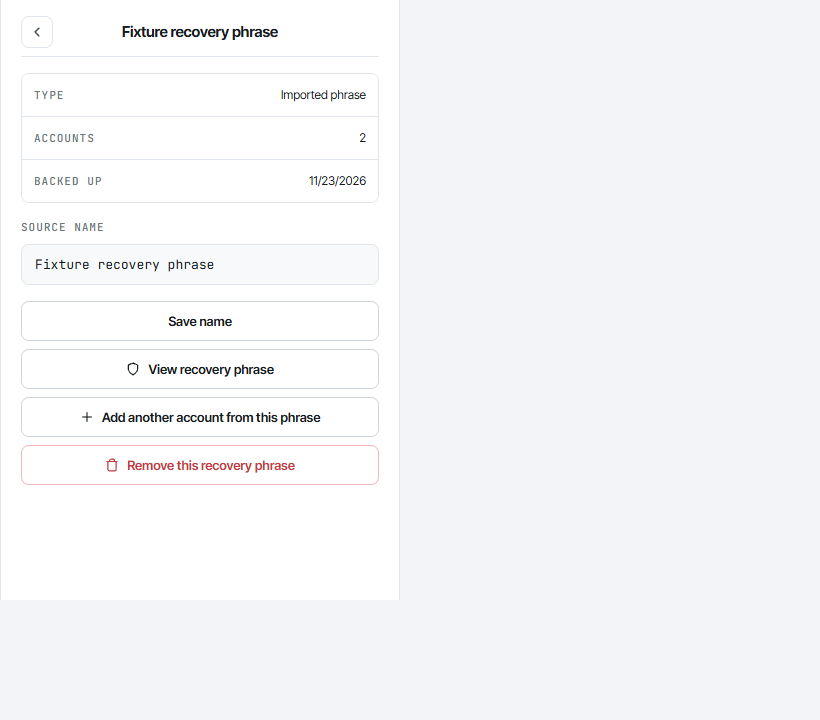 Fixture recovery phrase
TYPE Imported phrase
ACCOUNTS 2
BACKED UP 11/23/2026
SOURCE NAME
Fixture recovery phrase
Save name
View recovery phrase
Add another account from this phrase
Remove this recovery phrase